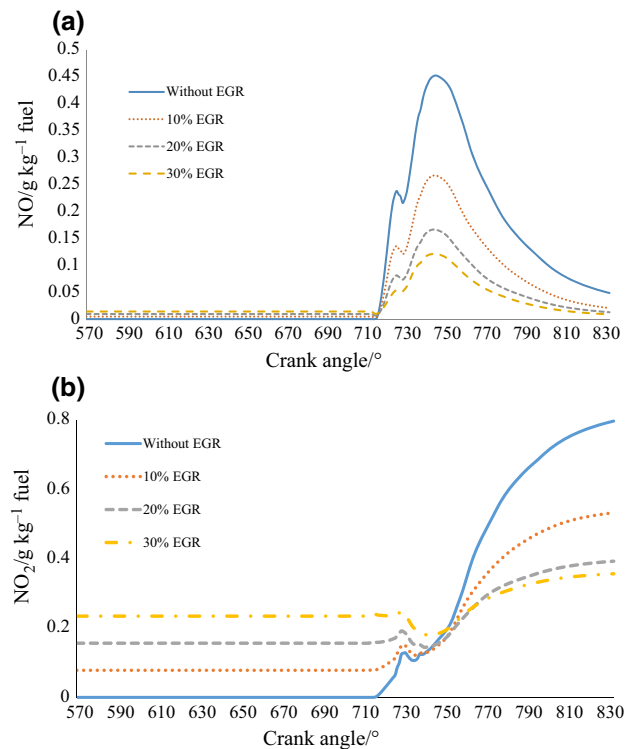 (a)
NO/g kg⁻¹ fuel
0.5
0.45
0.4
0.35
0.3
0.25
0.2
0.15
0.1
0.05
0
Without EGR
10% EGR
20% EGR
30% EGR
570 590 610 630 650 670 690 710 730 750 770 790 810 830
Crank angle/°
(b)
NO₂/g kg⁻¹ fuel
0.8
0.6
0.4
0.2
0
Without EGR
10% EGR
20% EGR
30% EGR
570 590 610 630 650 670 690 710 730 750 770 790 810 830
Crank angle/°